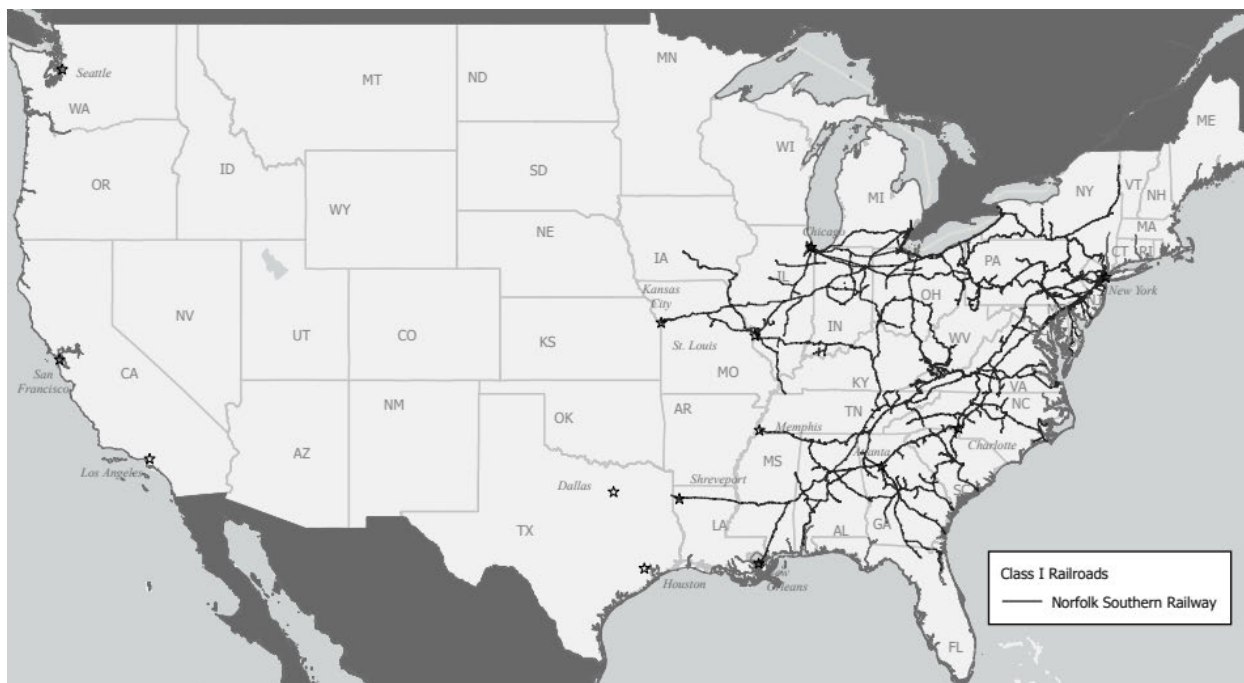 Seattle
WA
MT
ND
MN
ME
OR
ID
SD
WI
MI
NY
VT
NH
MA
CT
RI
WY
NE
IA
Chicago
IL
PA
OH
IN
New York
NJ
NV
UT
CO
KS
Kansas
City
St. Louis
MO
WV
KY
VA
San
Francisco
CA
AZ
NM
OK
AR
TN
NC
Memphis
Charlotte
Los Angeles
Dallas
Shreveport
MS
Atlanta
SC
TX
LA
AL
GA
Houston
New
Orleans
FL
Class I Railroads
Norfolk Southern Railway